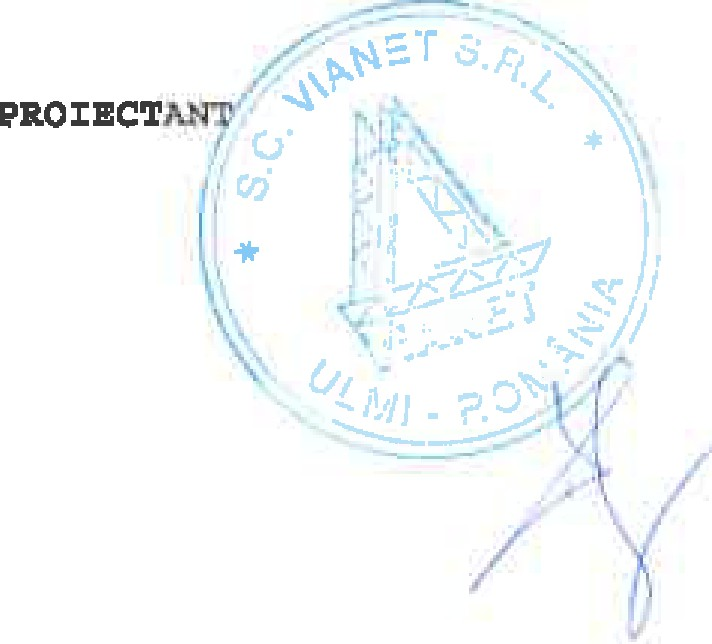 PROIECTANT
* S.C. VIANET S.R.L. *
ULMI - ROMANIA